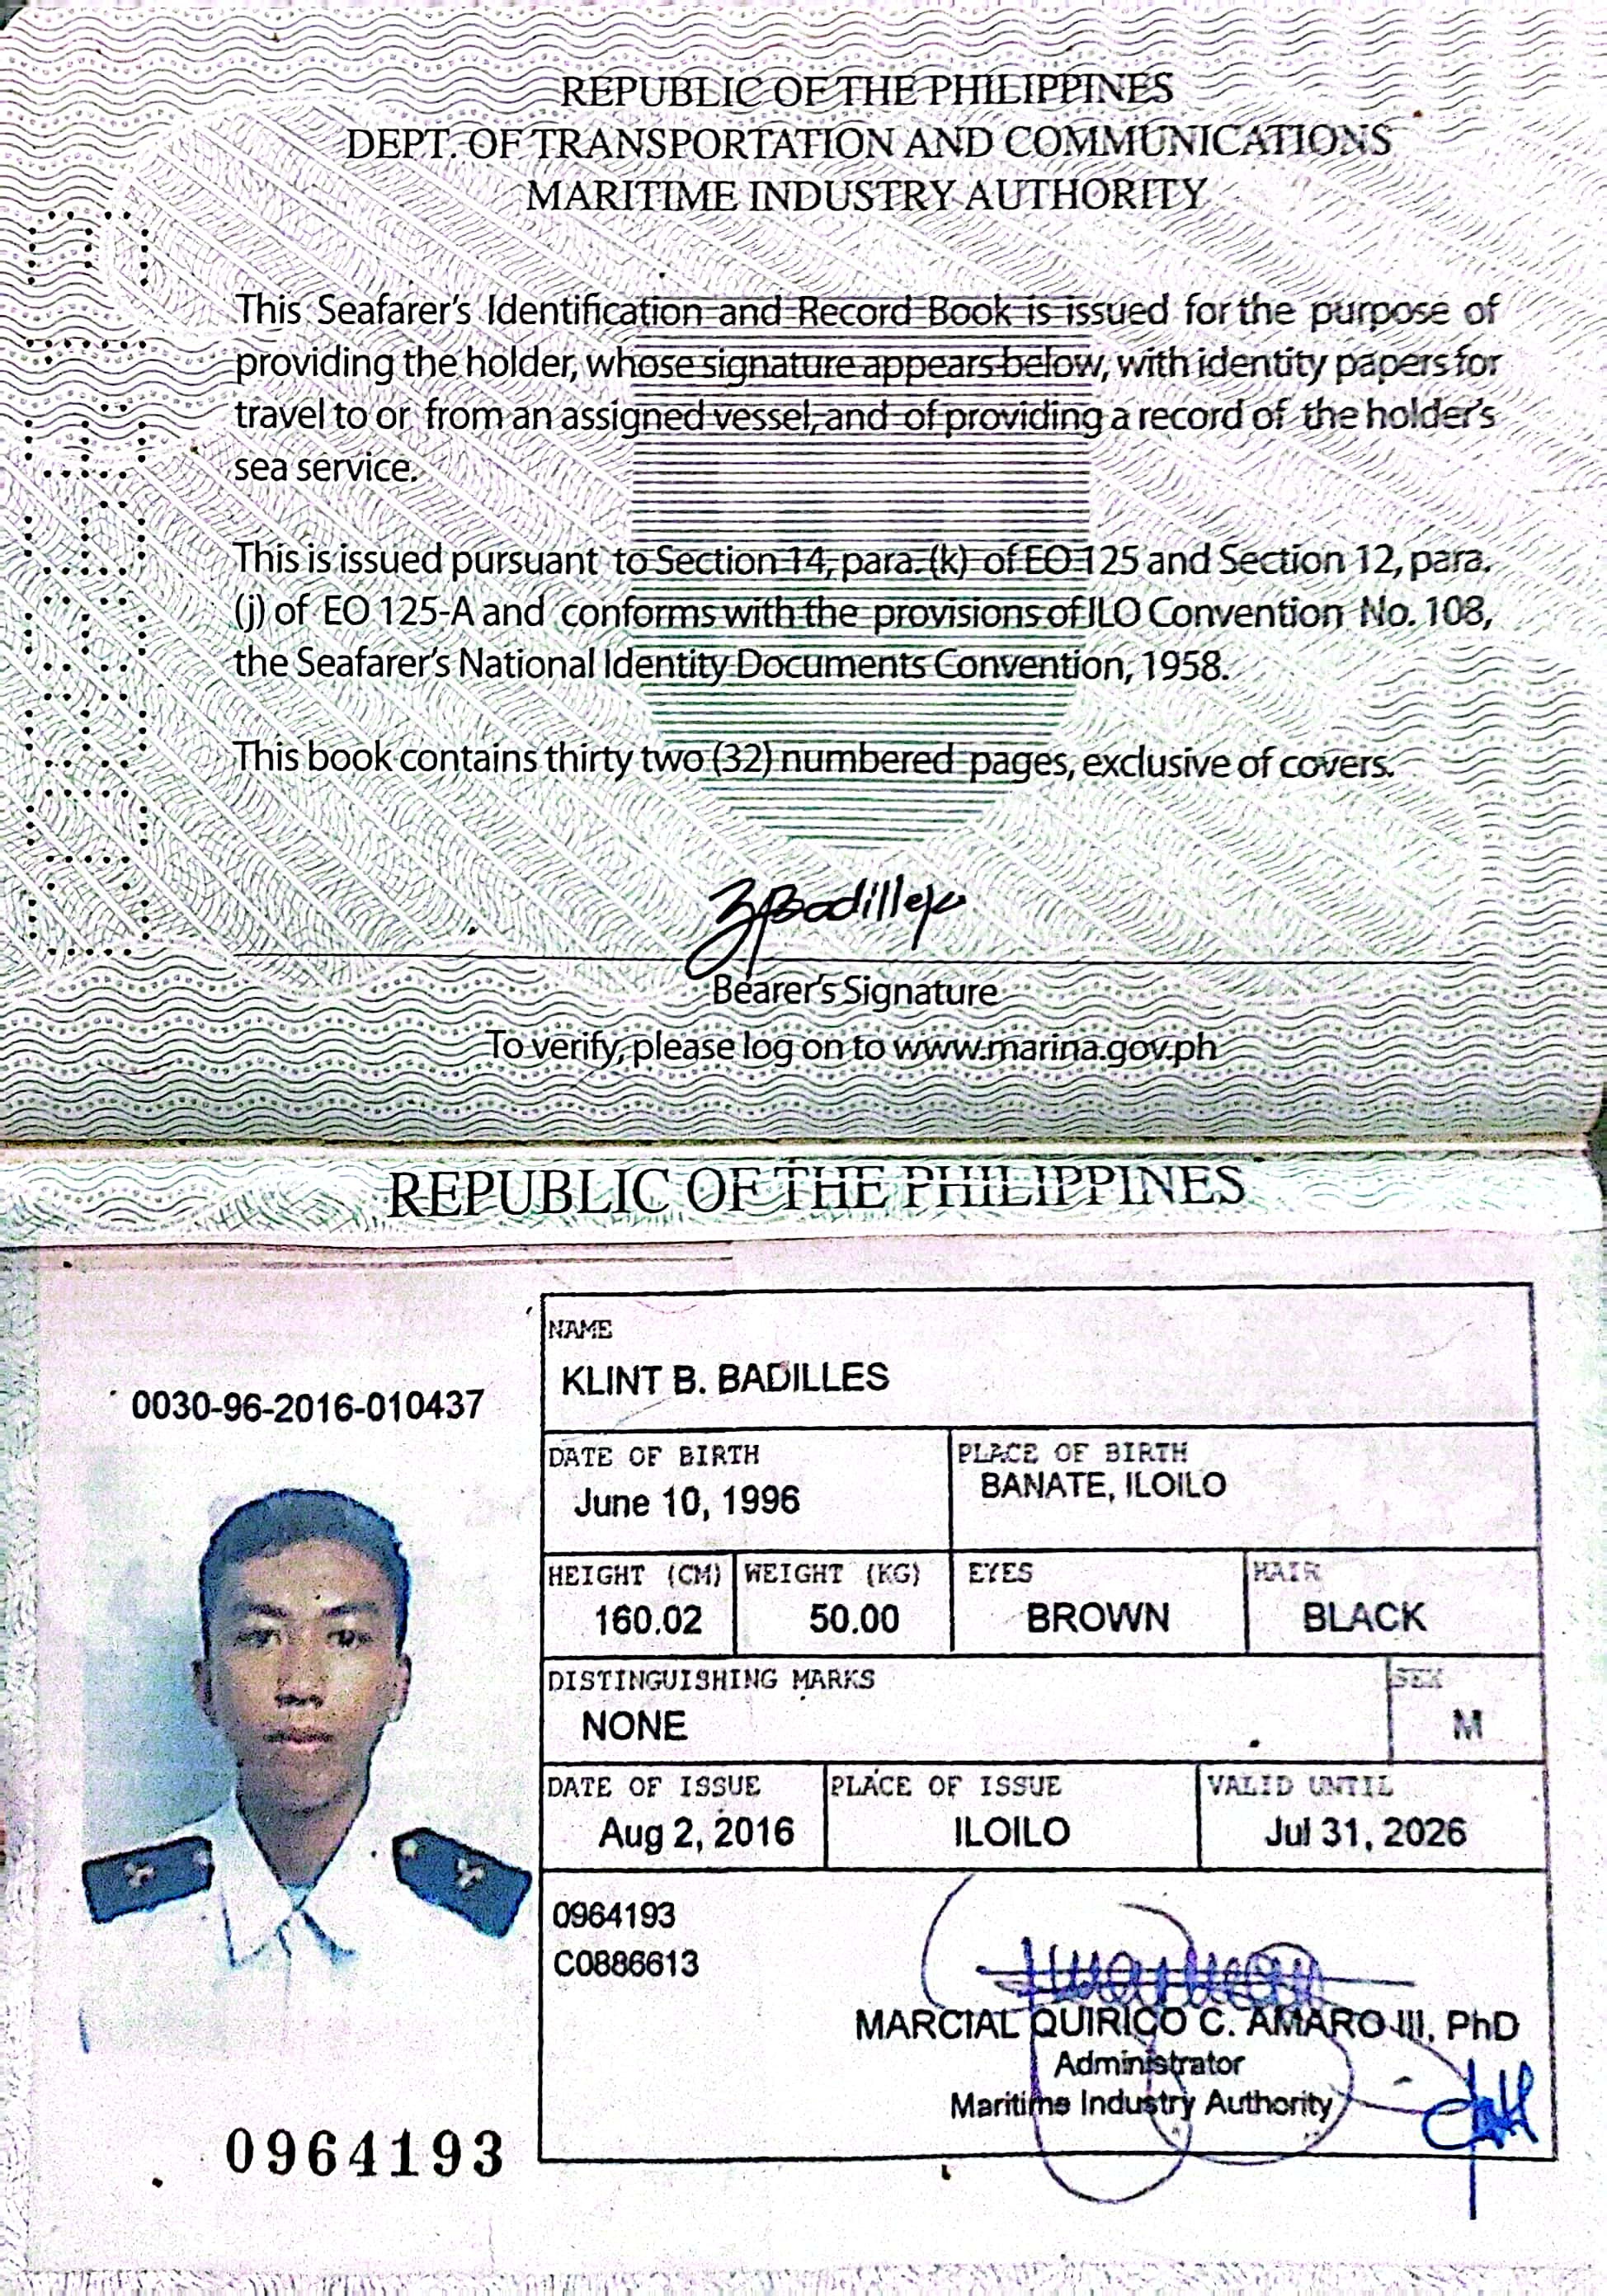 REPUBLIC OF THE PHILIPPINES
DEPT. OF TRANSPORTATION AND COMMUNICATIONS
MARITIME INDUSTRY AUTHORITY
This Seafarer's Identification and Record Book is issued for the purpose of
providing the holder, whose signature appears below, with identity papers for
travel to or from an assigned vessel, and of providing a record of the holder's
sea service.
This is issued pursuant to Section 14, para. (k) of EO 125 and Section 12, para.
(j) of EO 125-A and conforms with the provisions of ILO Convention No. 108,
the Seafarer's National Identity Documents Convention, 1958.
This book contains thirty two (32) numbered pages, exclusive of covers.
Bearer's Signature
To verify, please log on to www.marina.gov.ph
REPUBLIC OF THE PHILIPPINES
0030-96-2016-010437
NAME
KLINT B. BADILLES
DATE OF BIRTH PLACE OF BIRTH
June 10, 1996 BANATE, ILOILO
HEIGHT (CM) WEIGHT (KG) EYES HAIR
160.02 50.00 BROWN BLACK
DISTINGUISHING MARKS SEX
NONE M
DATE OF ISSUE PLACE OF ISSUE VALID UNTIL
Aug 2, 2016 ILOILO Jul 31, 2026
0964193
C0886613
MARCIAL QUIRICO C. AMARO III, PhD
Administrator
Maritime Industry Authority
0964193